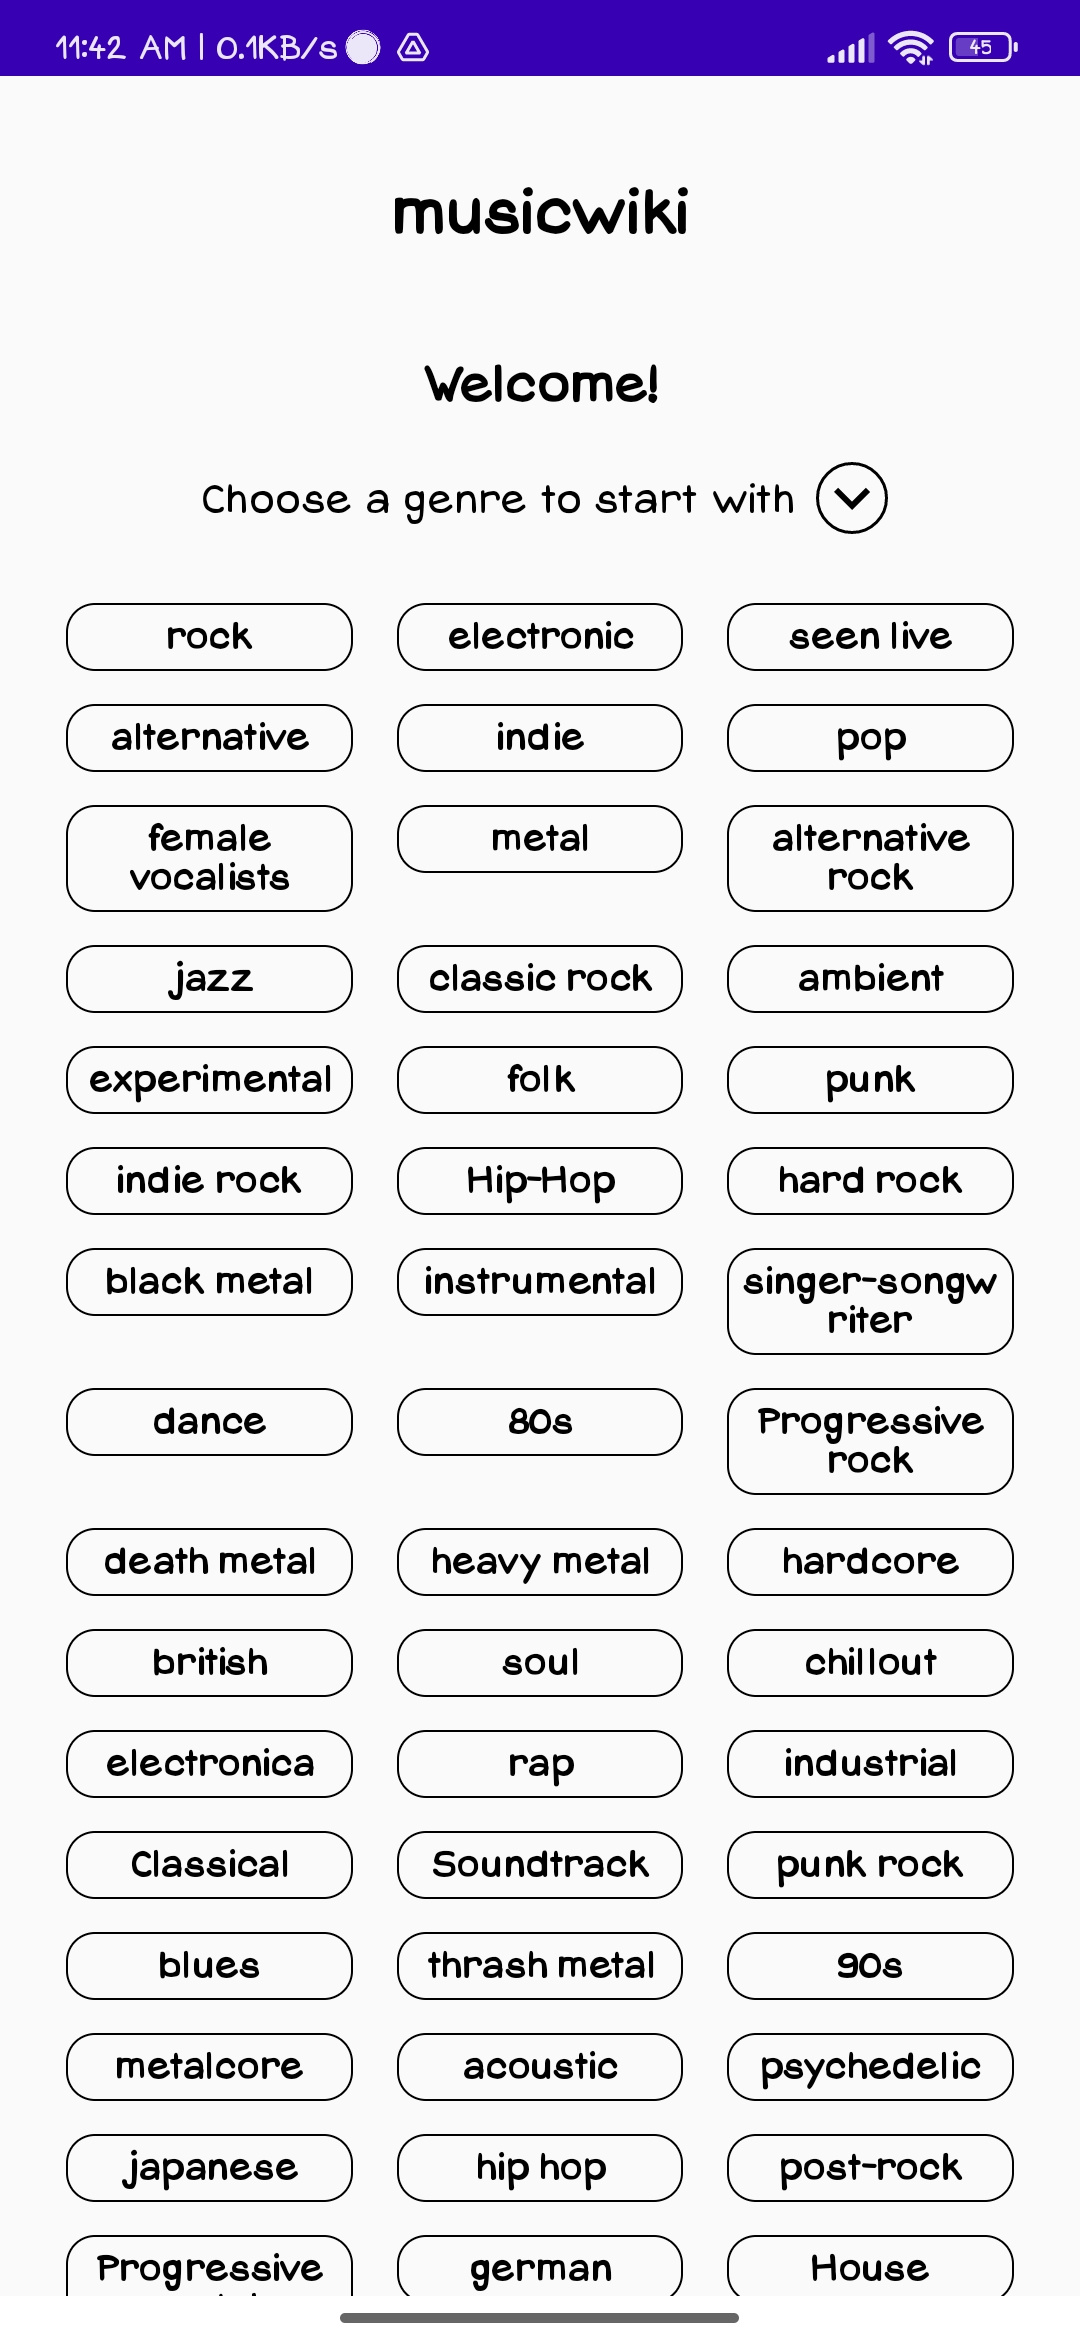 11:42 AM | 0.1KB/s 45
musicwiki
Welcome!
Choose a genre to start with
rock electronic seen live
alternative indie pop
female metal alternative
vocalists rock
jazz classic rock ambient
experimental folk punk
indie rock Hip-Hop hard rock
black metal instrumental singer-songw
riter
dance 80s Progressive
rock
death metal heavy metal hardcore
british soul chillout
electronica rap industrial
Classical Soundtrack punk rock
blues thrash metal 90s
metalcore acoustic psychedelic
japanese hip hop post-rock
Progressive german House